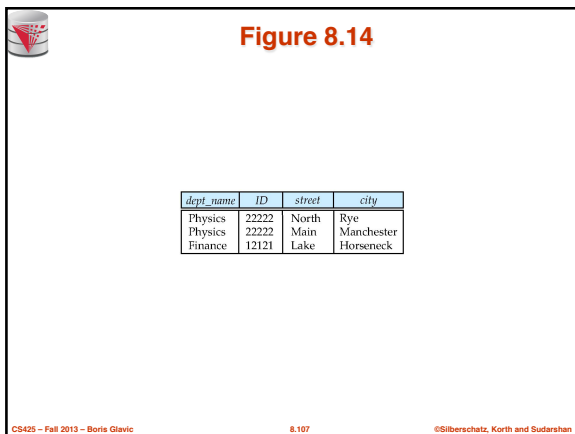 Figure 8.14
dept_name ID street city
Physics 22222 North Rye
Physics 22222 Main Manchester
Finance 12121 Lake Horseneck
CS425 – Fall 2013 – Boris Glavic 8.107 ©Silberschatz, Korth and Sudarshan